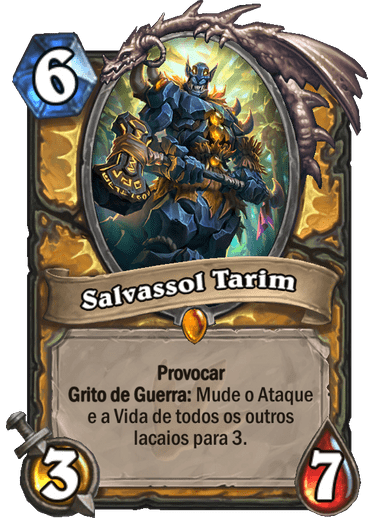 6
Salvassol Tarim
Provocar
Grito de Guerra: Mude o Ataque
e a Vida de todos os outros
lacaios para 3.
3
7